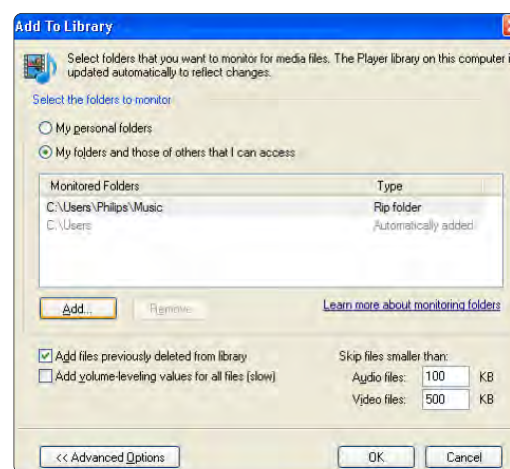 Add To Library
Select folders that you want to monitor for media files. The Player library on this computer
updated automatically to reflect changes.
Select the folders to monitor
My personal folders
My folders and those of others that I can access
Monitored Folders Type
C:\Users\Philips\Music Rip folder
C:\Users Automatically added
Add... Remove Learn more about monitoring folders
Add files previously deleted from library Skip files smaller than:
Add volume-leveling values for all files (slow) Audio files: 100 KB
Video files: 500 KB
<< Advanced Options OK Cancel